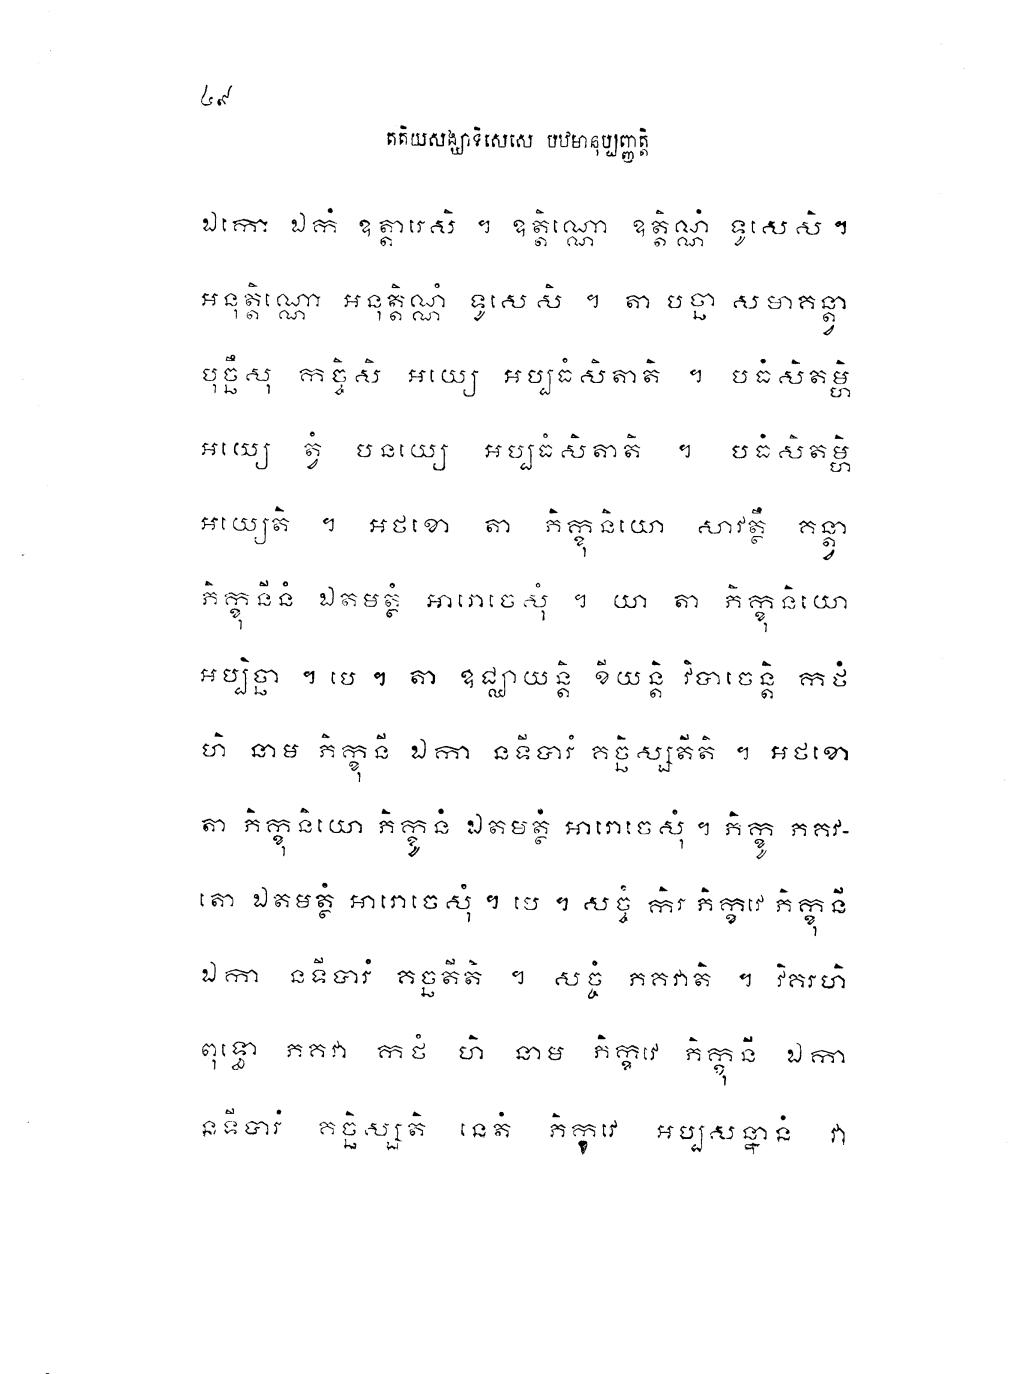 ៤៩
តតិយសង្ឃាទិសេសេ បឋមានុប្បញ្ញត្តិ
ឯកោ ឯកំ ឧត្តារេសិ ។ ឧត្តិណ្ណោ ឧត្តិណ្ណំ ទូសេសិ ។
អនុត្តិណ្ណោ អនុត្តិណ្ណំ ទូសេសិ ។ តា បច្ឆា សមាគន្ត្វា
បុច្ឆឹសុ កច្ចិសិ អយ្យេ អប្បធំសិតាតិ ។ បធំសិតម្ហិ
អយ្យេ ត្វំ បនយ្យេ អប្បធំសិតាតិ ។ បធំសិតម្ហិ
អយ្យេតិ ។ អថខោ តា ភិក្ខុនិយោ សាវត្ថឹ គន្ត្វា
ភិក្ខុនីនំ ឯតមត្ថំ អារោចេសុំ ។ យា តា ភិក្ខុនិយោ
អប្បិច្ឆា ។ បេ ។ តា ឧជ្ឈាយន្តិ ខីយន្តិ វិបាចេន្តិ កថំ
ហិ នាម ភិក្ខុនី ឯកា នទីបារំ គច្ឆិស្សតីតិ ។ អថខោ
តា ភិក្ខុនិយោ ភិក្ខូនំ ឯតមត្ថំ អារោចេសុំ ។ ភិក្ខូ ភគវ-
តោ ឯតមត្ថំ អារោចេសុំ ។ បេ ។ សច្ចំ កិរ ភិក្ខវេ ភិក្ខុនី
ឯកា នទីបារំ គច្ឆតីតិ ។ សច្ចំ ភគវាតិ ។ វិគរហិ
ពុទ្ធោ ភគវា កថំ ហិ នាម ភិក្ខវេ ភិក្ខុនី ឯកា
នទីបារំ គច្ឆិស្សតិ នេតំ ភិក្ខវេ អប្បសន្នានំ វា